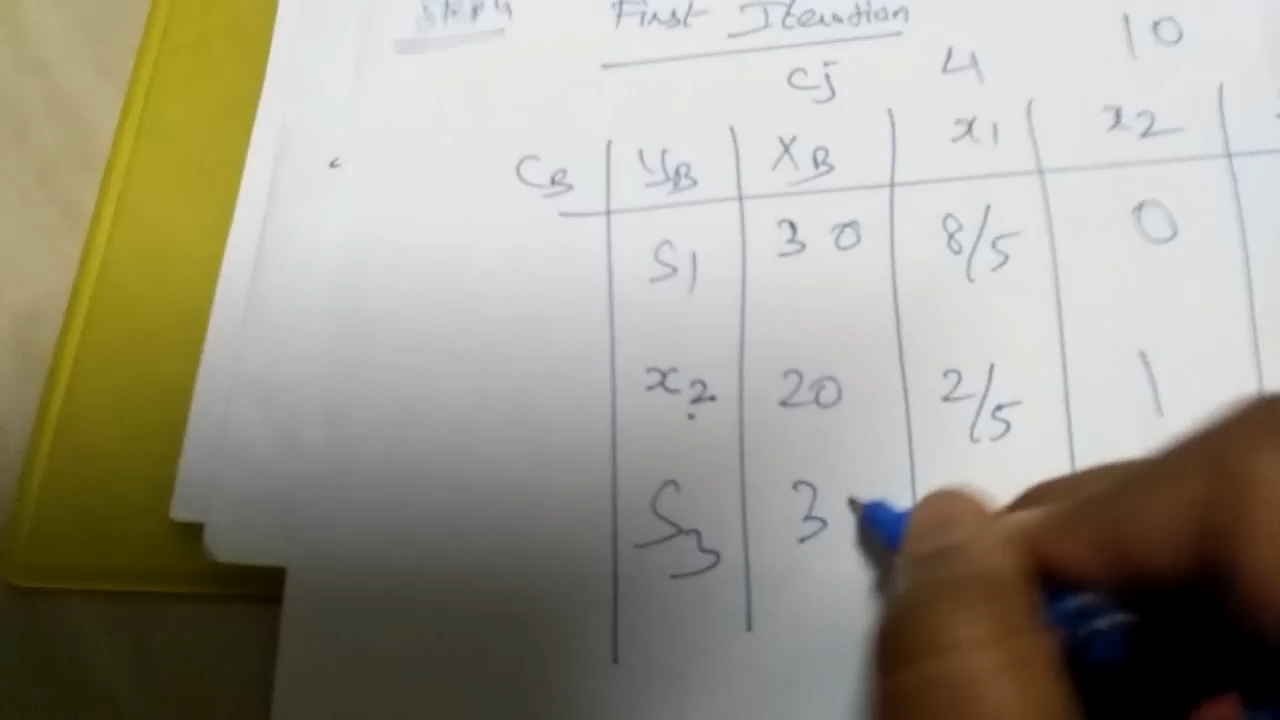 First Iteration
Cj 4 10
CB yB XB x1 x2
S1 30 8/5 0
x2 20 2/5 1
S3 3